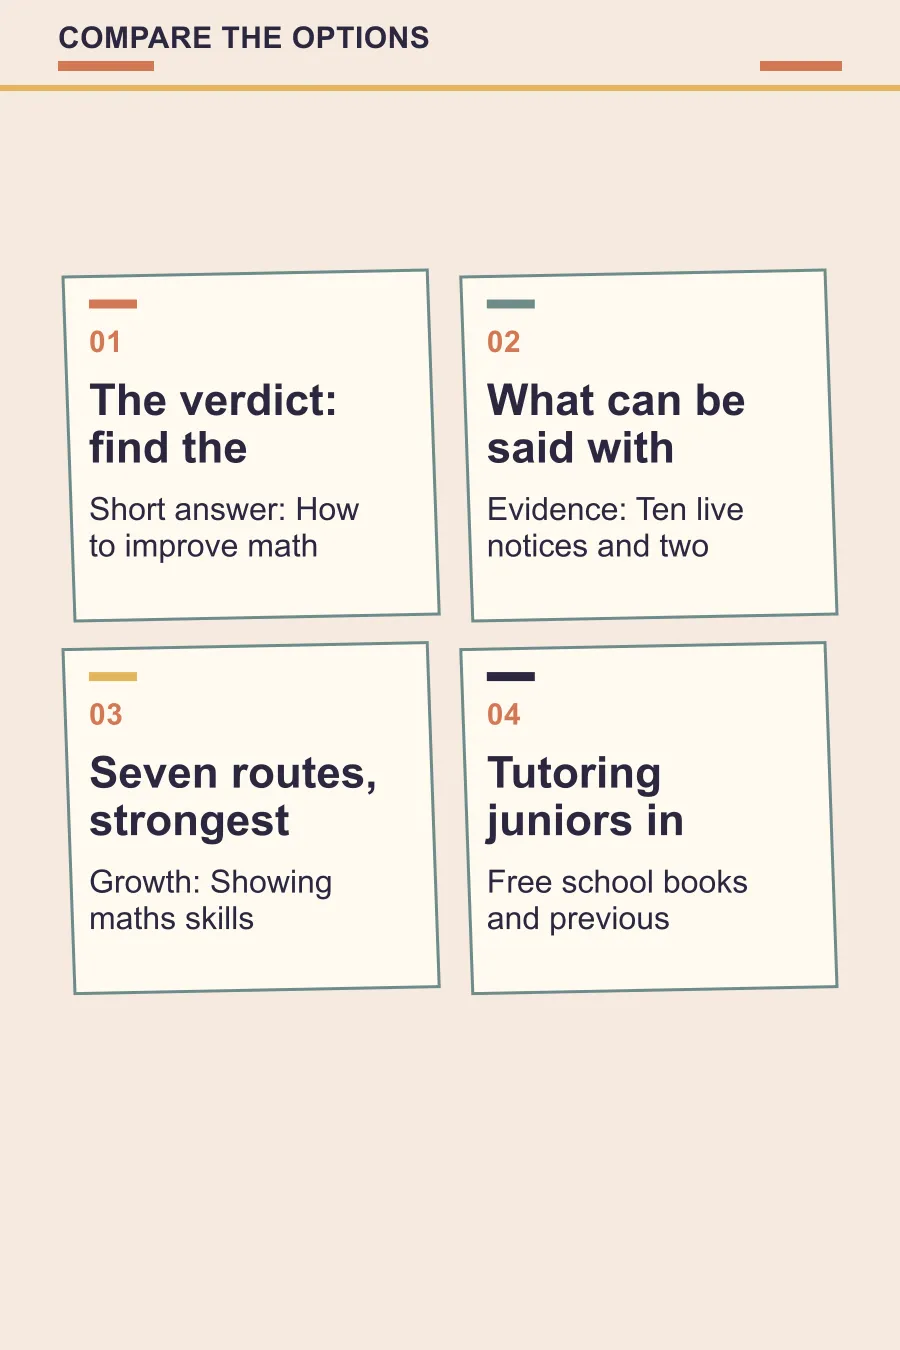 COMPARE THE OPTIONS
01
The verdict:
find the
Short answer: How
to improve math
02
What can be
said with
Evidence: Ten live
notices and two
03
Seven routes,
strongest
Growth: Showing
maths skills
04
Tutoring
juniors in
Free school books
and previous